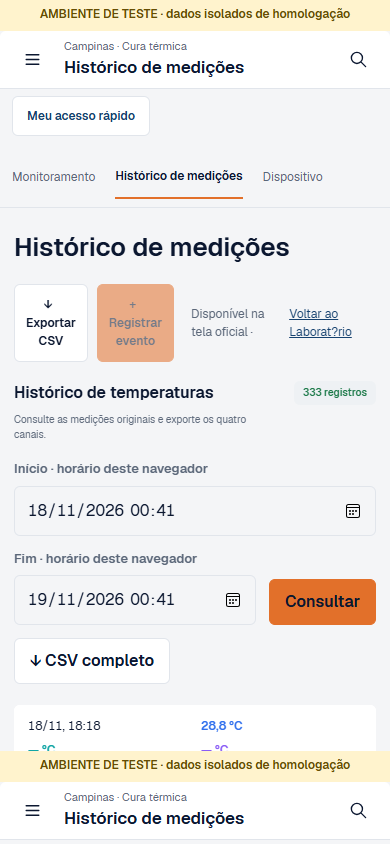 AMBIENTE DE TESTE · dados isolados de homologação
Campinas · Cura térmica
Histórico de medições
Meu acesso rápido
Monitoramento Histórico de medições Dispositivo
Histórico de medições
↓
Exportar
CSV
+
Registrar
evento
Disponível na
tela oficial ·
Voltar ao
Laborat?rio
Histórico de temperaturas
333 registros
Consulte as medições originais e exporte os quatro
canais.
Início · horário deste navegador
18/11/2026 00:41
Fim · horário deste navegador
19/11/2026 00:41
Consultar
↓ CSV completo
18/11, 18:18 28,8 °C
— °C — °C
AMBIENTE DE TESTE · dados isolados de homologação
Campinas · Cura térmica
Histórico de medições